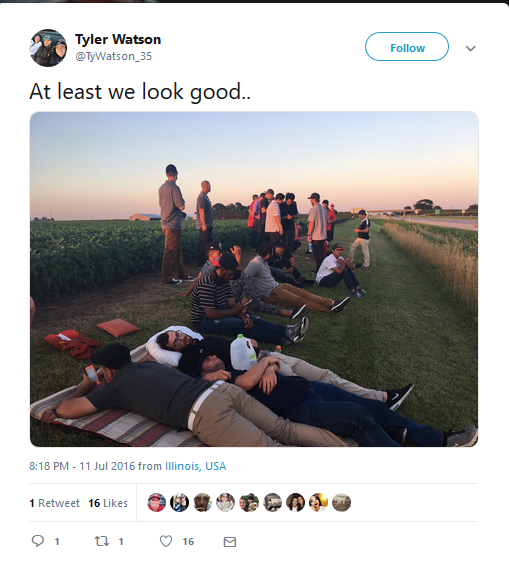 Tyler Watson
@TyWatson_35
Follow
At least we look good..
8:18 PM - 11 Jul 2016 from Illinois, USA
1 Retweet 16 Likes
1 1 16